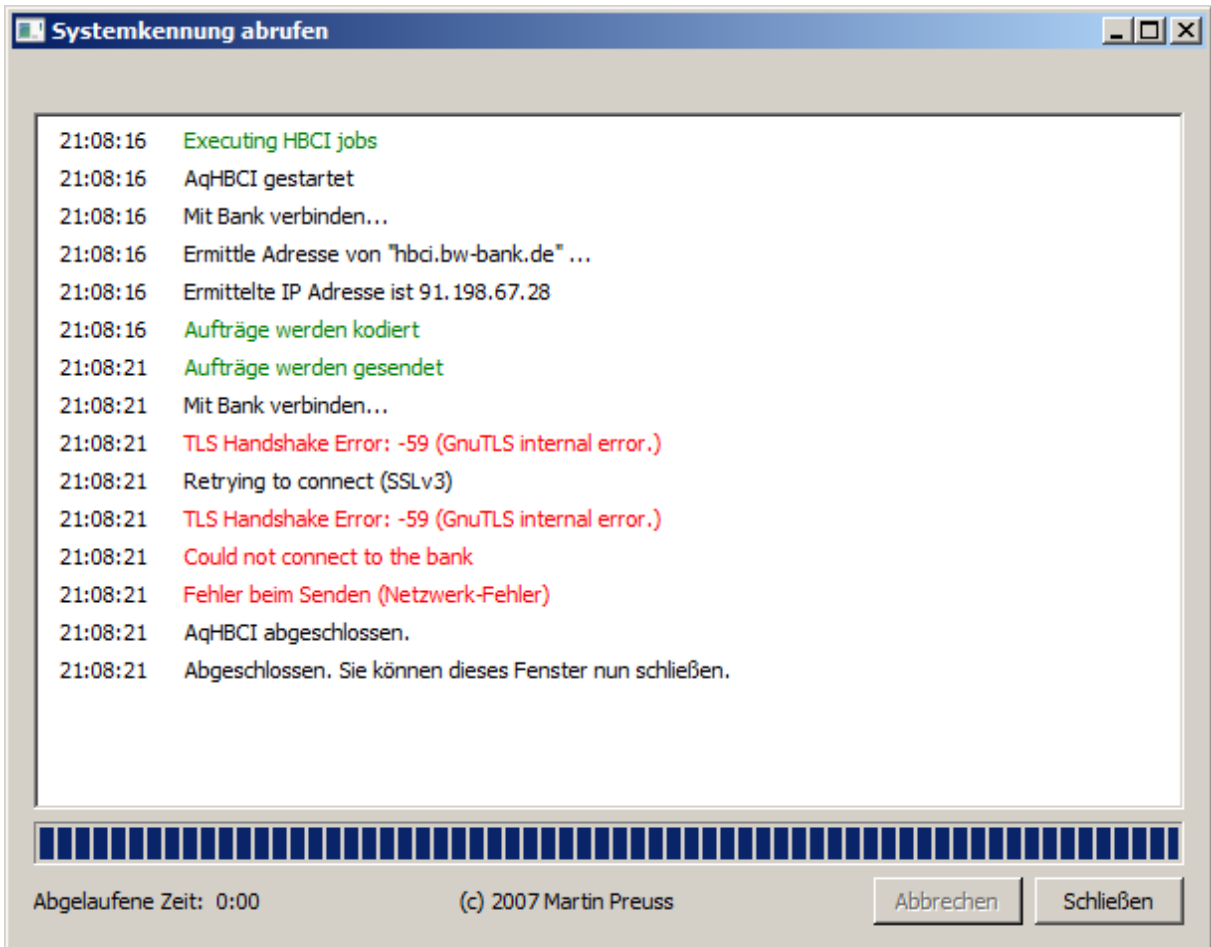 Systemkennung abrufen
21:08:16 Executing HBCI jobs
21:08:16 AqHBCI gestartet
21:08:16 Mit Bank verbinden...
21:08:16 Ermittle Adresse von "hbci.bw-bank.de" ...
21:08:16 Ermittelte IP Adresse ist 91.198.67.28
21:08:16 Aufträge werden kodiert
21:08:21 Aufträge werden gesendet
21:08:21 Mit Bank verbinden...
21:08:21 TLS Handshake Error: -59 (GnuTLS internal error.)
21:08:21 Retrying to connect (SSLv3)
21:08:21 TLS Handshake Error: -59 (GnuTLS internal error.)
21:08:21 Could not connect to the bank
21:08:21 Fehler beim Senden (Netzwerk-Fehler)
21:08:21 AqHBCI abgeschlossen.
21:08:21 Abgeschlossen. Sie können dieses Fenster nun schließen.
Abgelaufene Zeit: 0:00 (c) 2007 Martin Preuss Abbrechen Schließen